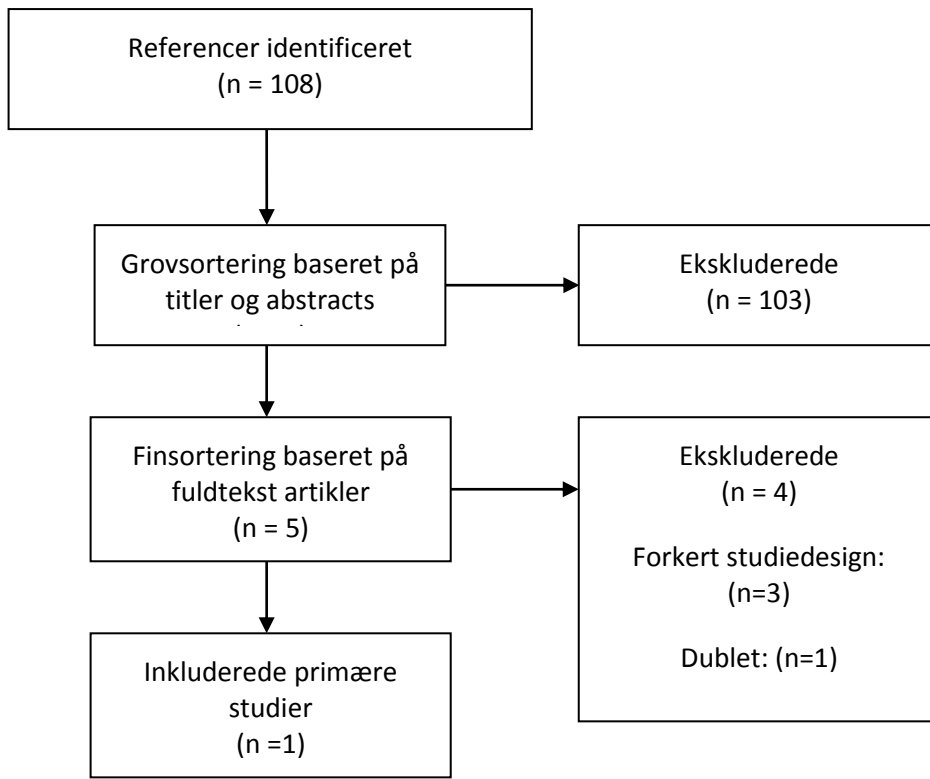 Referencer identificeret
(n = 108)
Grovsortering baseret på
titler og abstracts
Ekskluderede
(n = 103)
Finsortering baseret på
fuldtekst artikler
(n = 5)
Ekskluderede
(n = 4)
Forkert studiedesign:
(n=3)
Dublet: (n=1)
Inkluderede primære
studier
(n =1)